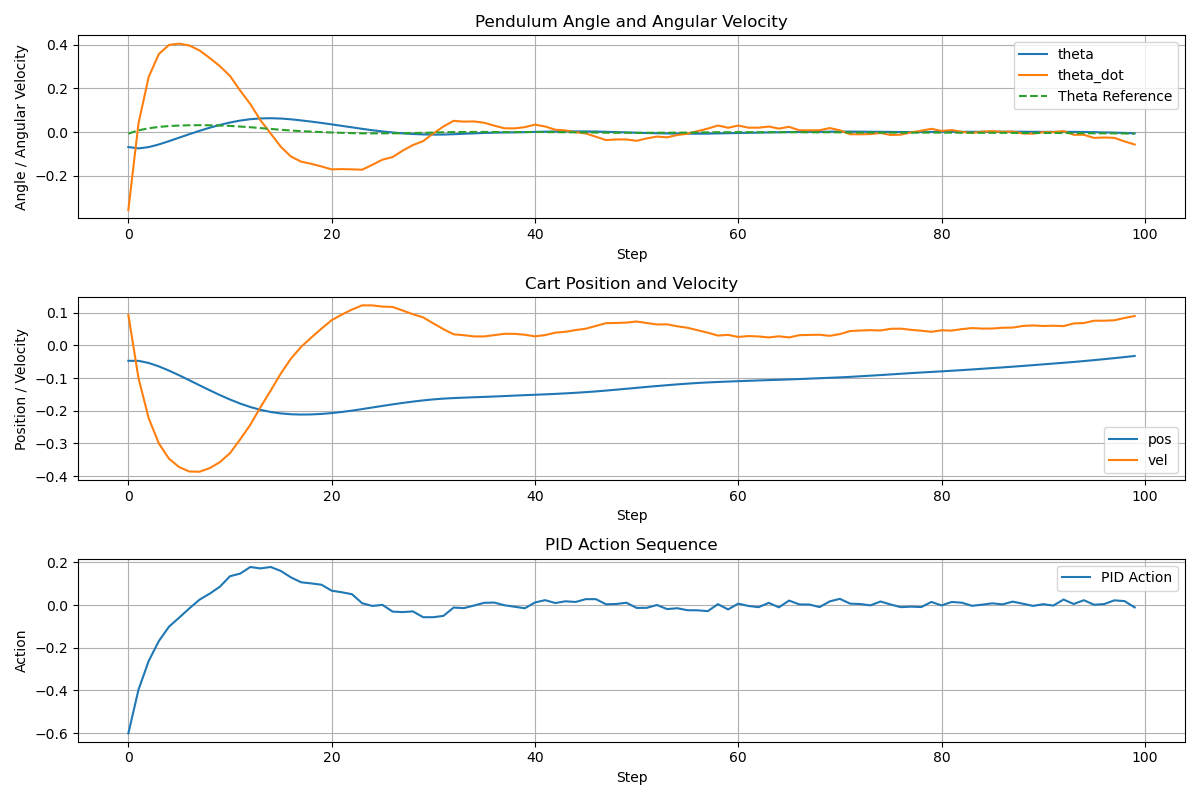 Pendulum Angle and Angular Velocity
Angle / Angular Velocity
0.4
0.2
0.0
−0.2
theta
theta_dot
Theta Reference
0 20 40 60 80 100
Step
Cart Position and Velocity
Position / Velocity
0.1
0.0
−0.1
−0.2
−0.3
−0.4
pos
vel
0 20 40 60 80 100
Step
PID Action Sequence
Action
0.2
0.0
−0.2
−0.4
−0.6
PID Action
0 20 40 60 80 100
Step